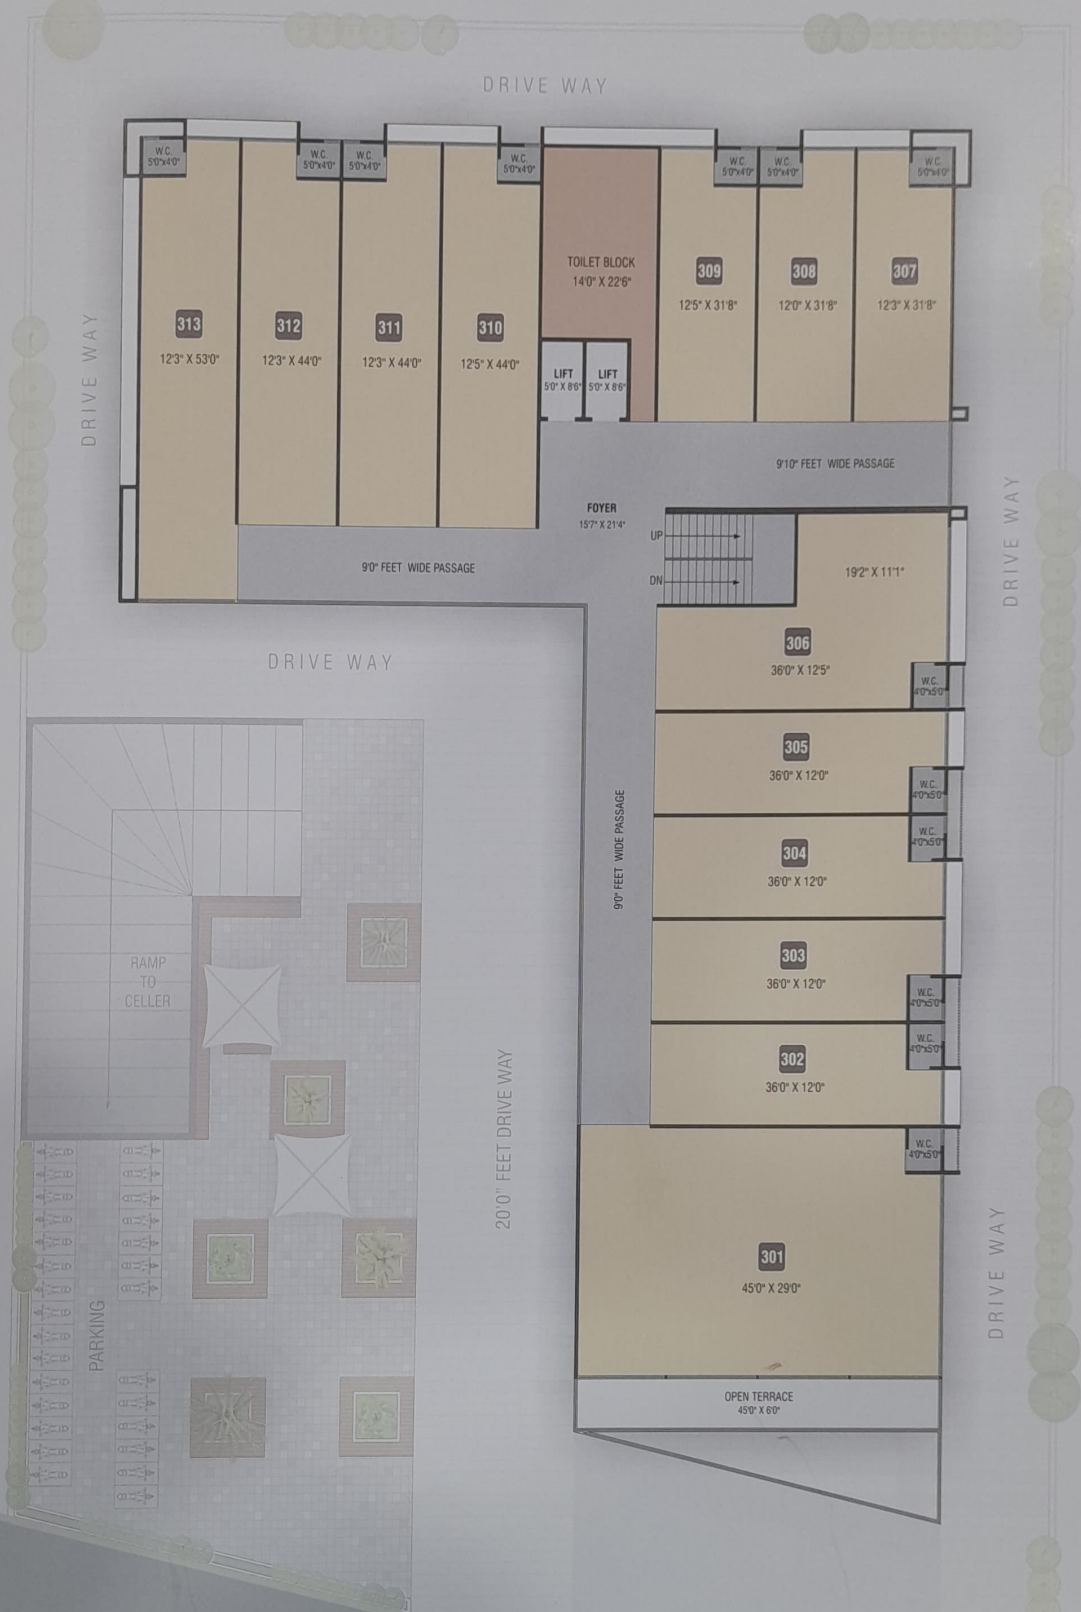 DRIVE WAY
W.C.
5'0"x4'0"
W.C.
5'0"x4'0"
W.C.
5'0"x4'0"
W.C.
5'0"x4'0"
W.C.
5'0"x4'0"
W.C.
5'0"x4'0"
W.C.
5'0"x4'0"
313
12'3" X 53'0"
312
12'3" X 44'0"
311
12'3" X 44'0"
310
12'5" X 44'0"
TOILET BLOCK
14'0" X 22'6"
LIFT
5'0" X 8'6"
LIFT
5'0" X 8'6"
309
12'5" X 31'8"
308
12'0" X 31'8"
307
12'3" X 31'8"
DRIVE WAY
9'10" FEET WIDE PASSAGE
FOYER
15'7" X 21'4"
UP
DN
9'0" FEET WIDE PASSAGE
DRIVE WAY
19'2" X 11'1"
306
36'0" X 12'5"
W.C.
4'0"x5'0"
DRIVE WAY
305
36'0" X 12'0"
W.C.
4'0"x5'0"
304
36'0" X 12'0"
W.C.
4'0"x5'0"
9'0" FEET WIDE PASSAGE
303
36'0" X 12'0"
W.C.
4'0"x5'0"
302
36'0" X 12'0"
W.C.
4'0"x5'0"
RAMP
TO
CELLER
20'0" FEET DRIVE WAY
W.C.
4'0"x5'0"
301
45'0" X 29'0"
DRIVE WAY
PARKING
OPEN TERRACE
45'0" X 6'0"